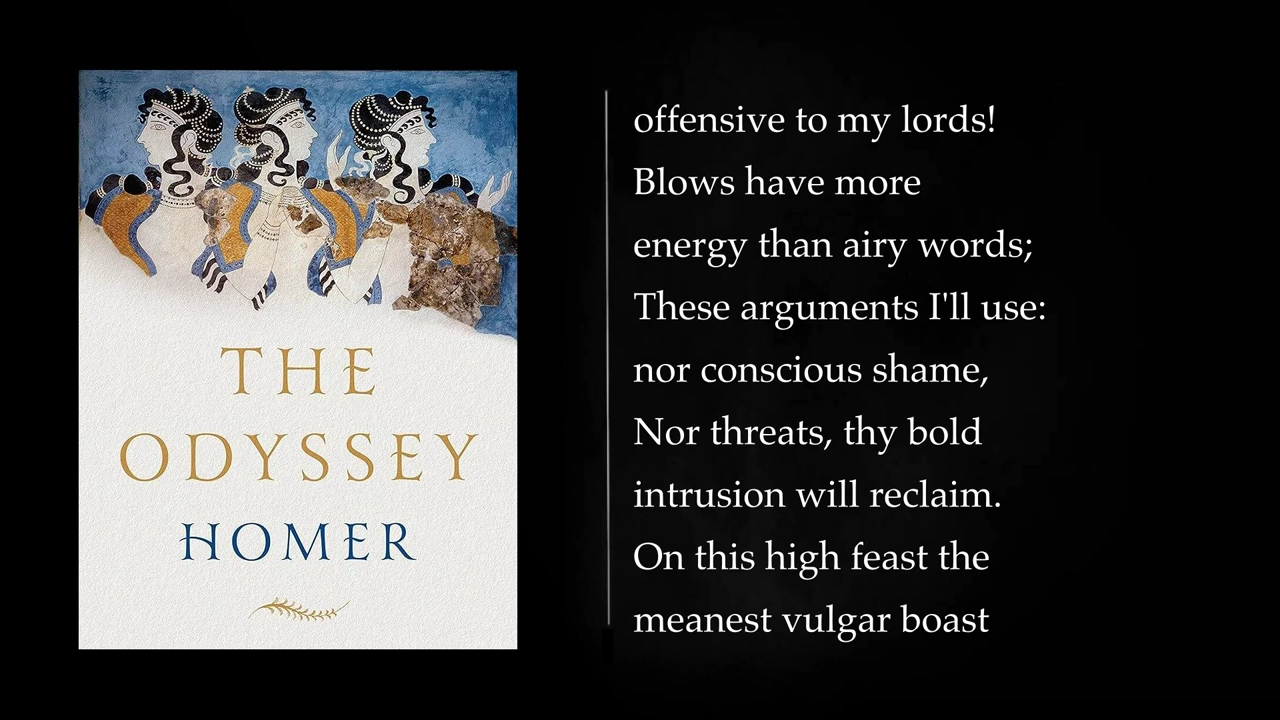 THE
ODYSSEY
HOMER
offensive to my lords!
Blows have more
energy than airy words;
These arguments I'll use:
nor conscious shame,
Nor threats, thy bold
intrusion will reclaim.
On this high feast the
meanest vulgar boast